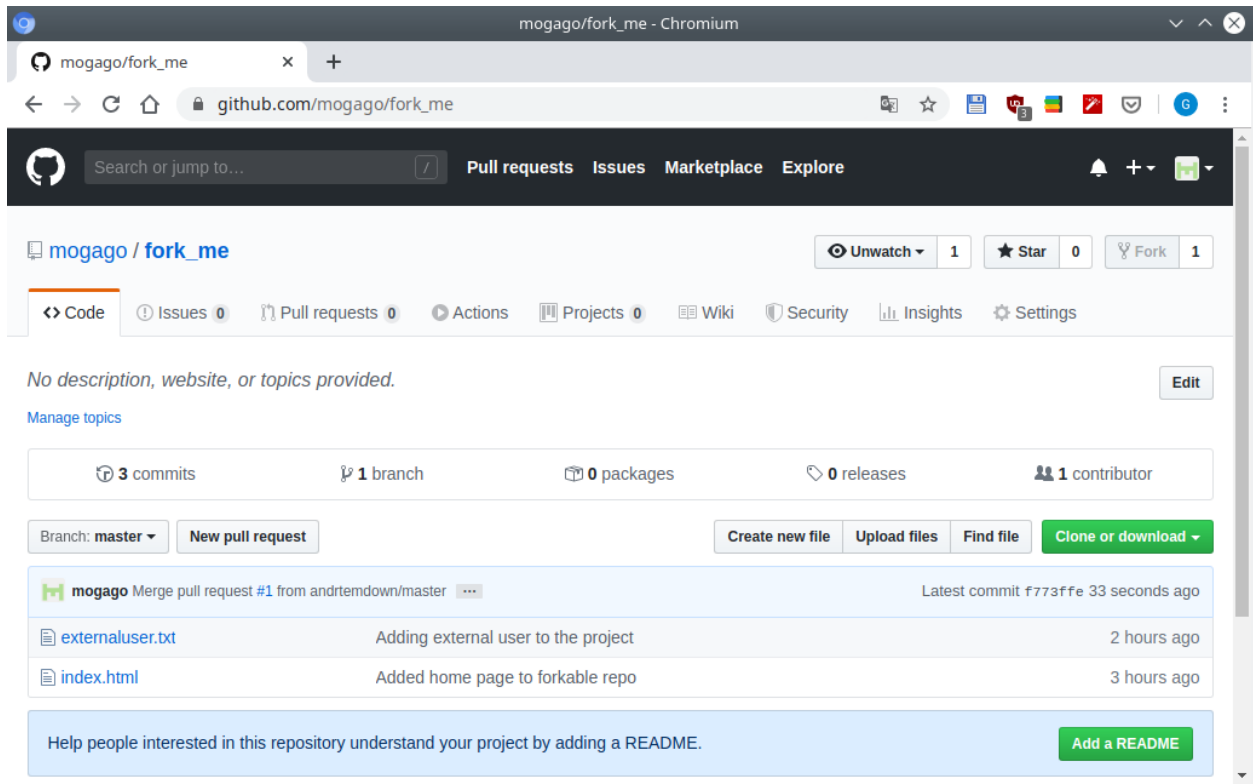 mogago/fork_me - Chromium
mogago/fork_me
github.com/mogago/fork_me
3
G
Search or jump to… /
Pull requests Issues Marketplace Explore
mogago / fork_me
Unwatch 1 Star 0 Fork 1
Code Issues 0 Pull requests 0 Actions Projects 0 Wiki Security Insights Settings
No description, website, or topics provided.
Edit
Manage topics
3 commits 1 branch 0 packages 0 releases 1 contributor
Branch: master New pull request Create new file Upload files Find file Clone or download
mogago Merge pull request #1 from andrtemdown/master … Latest commit f773ffe 33 seconds ago
externaluser.txt Adding external user to the project 2 hours ago
index.html Added home page to forkable repo 3 hours ago
Help people interested in this repository understand your project by adding a README. Add a README